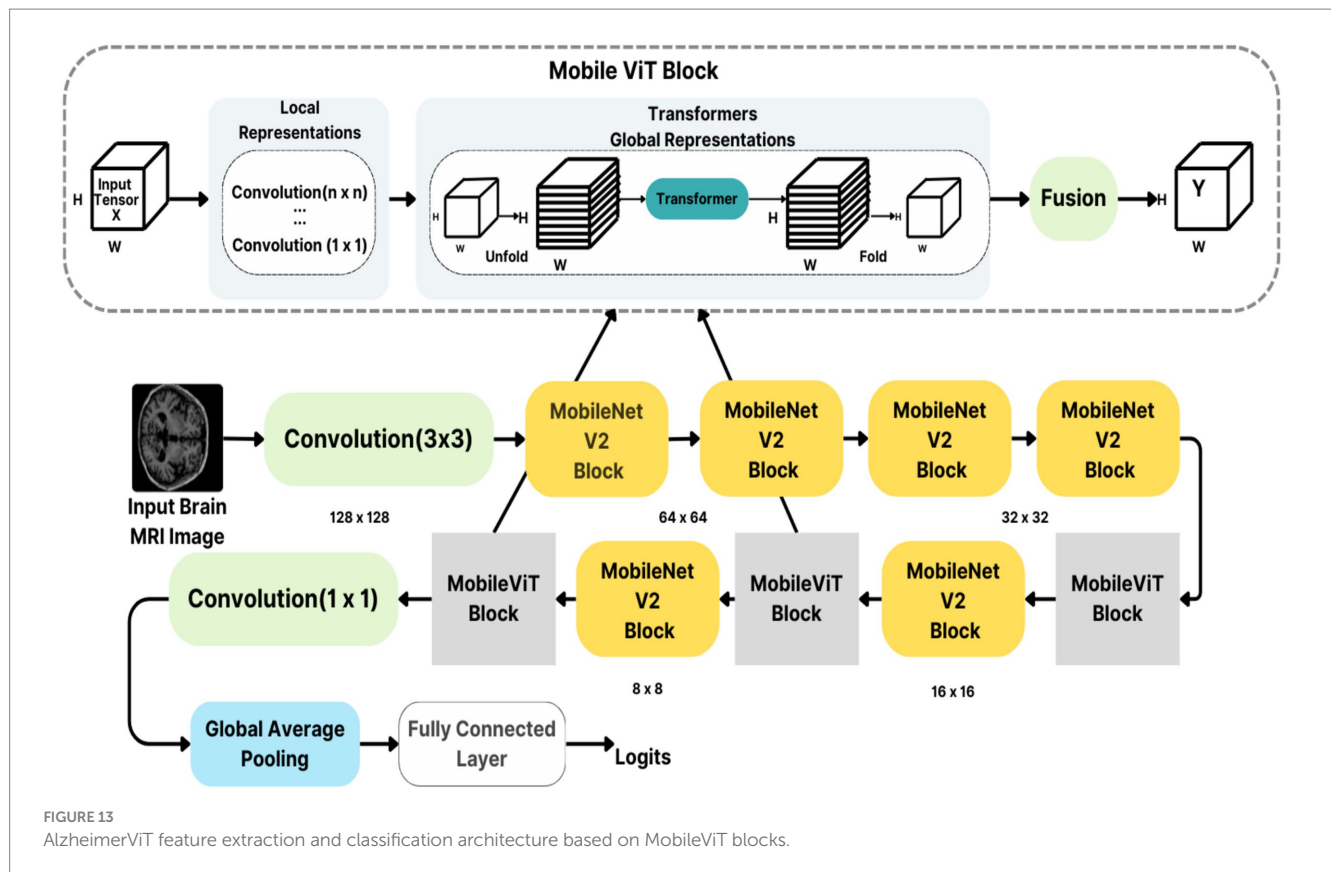 Mobile ViT Block
Local
Representations
Transformers
Global Representations
Input
Tensor
X
H
W
Convolution(n x n)
...
...
Convolution (1 x 1)
H
W
Unfold
H
W
Transformer
H
W
Fold
H
W
Fusion
H
Y
W
Input Brain
MRI Image
Convolution(3x3)
128 x 128
MobileNet
V2
Block
64 x 64
MobileNet
V2
Block
MobileNet
V2
Block
32 x 32
MobileNet
V2
Block
MobileViT
Block
16 x 16
MobileNet
V2
Block
MobileViT
Block
8 x 8
MobileNet
V2
Block
MobileViT
Block
Convolution(1 x 1)
Global Average
Pooling
Fully Connected
Layer
Logits
FIGURE 13
AlzheimerViT feature extraction and classification architecture based on MobileViT blocks.